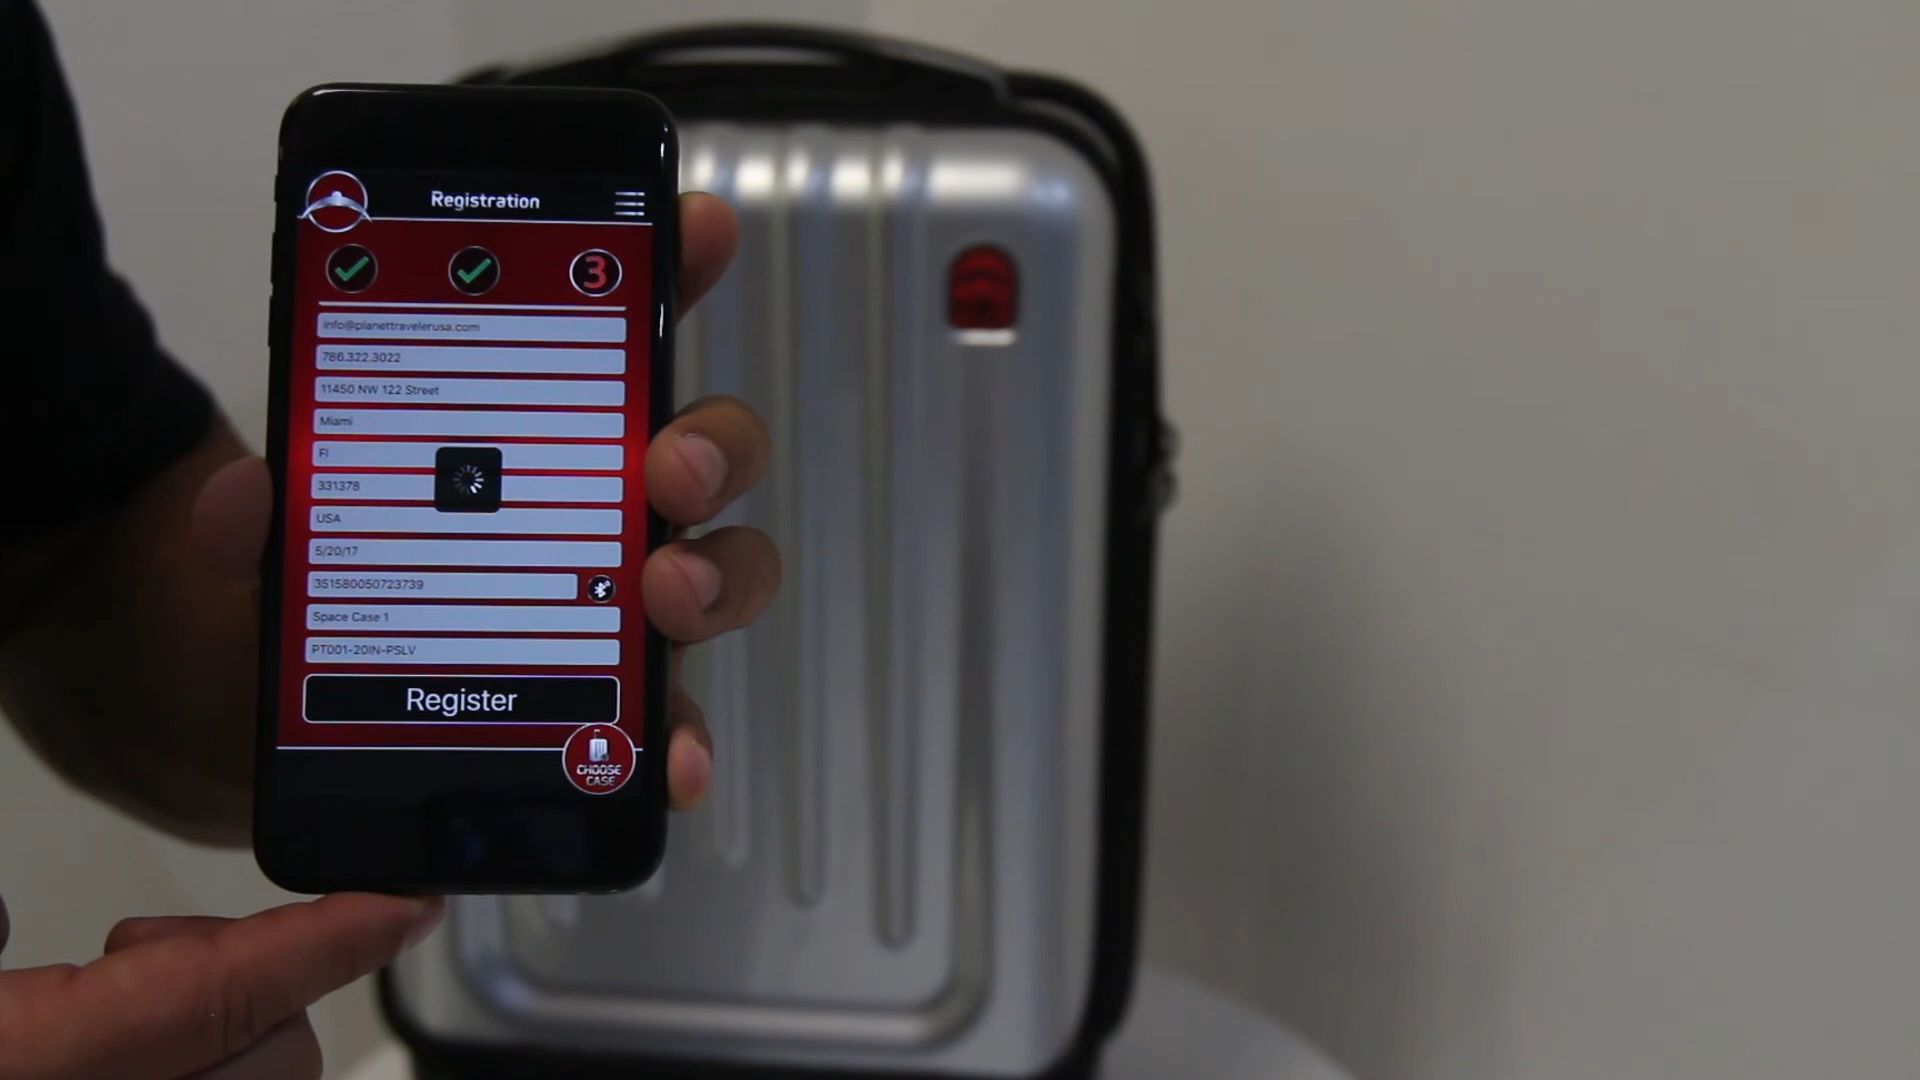 Registration
3
info@planettravelerusa.com
786.322.3022
11450 NW 122 Street
Miami
Fl
331378
USA
5/20/17
351580050723739
Space Case 1
PT001-20IN-PSLV
Register
CHOOSE
CASE